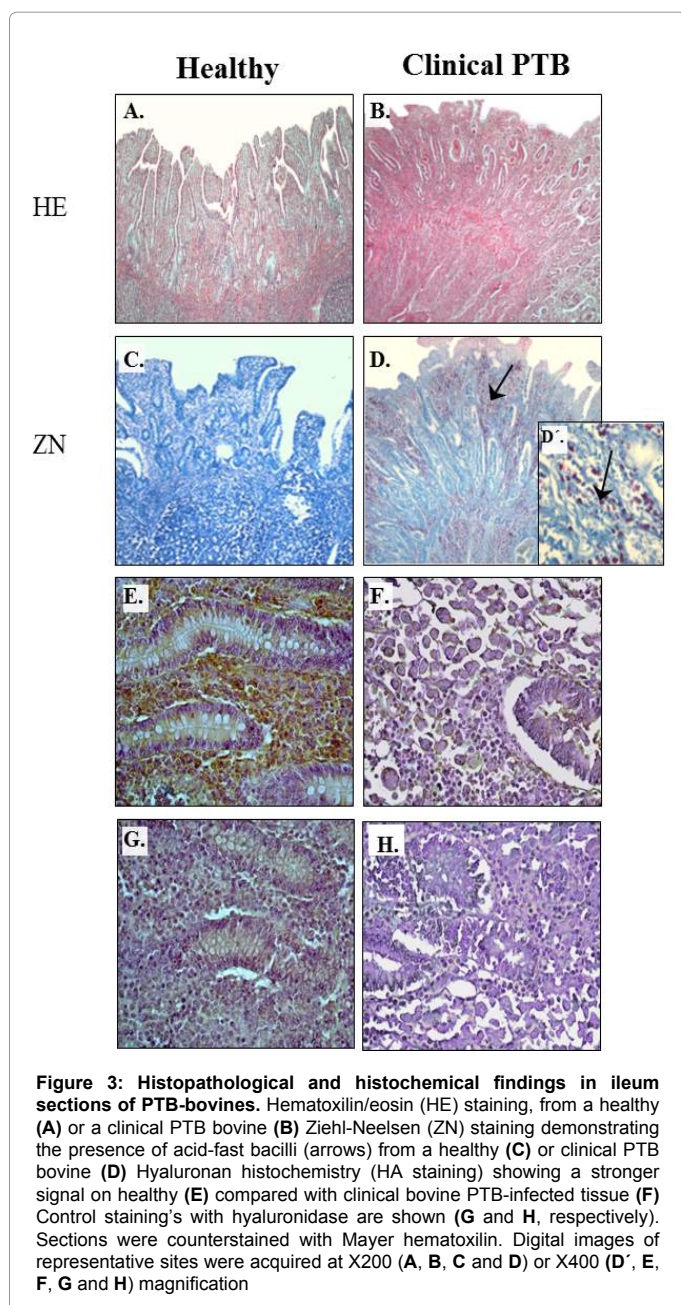 Healthy
Clinical PTB
A.
B.
HE
C.
D.
D´.
ZN
E.
F.
G.
H.
Figure 3: Histopathological and histochemical findings in ileum
sections of PTB-bovines. Hematoxilin/eosin (HE) staining, from a healthy
(A) or a clinical PTB bovine (B) Ziehl-Neelsen (ZN) staining demonstrating
the presence of acid-fast bacilli (arrows) from a healthy (C) or clinical PTB
bovine (D) Hyaluronan histochemistry (HA staining) showing a stronger
signal on healthy (E) compared with clinical bovine PTB-infected tissue (F)
Control staining's with hyaluronidase are shown (G and H, respectively).
Sections were counterstained with Mayer hematoxilin. Digital images of
representative sites were acquired at X200 (A, B, C and D) or X400 (D´, E,
F, G and H) magnification